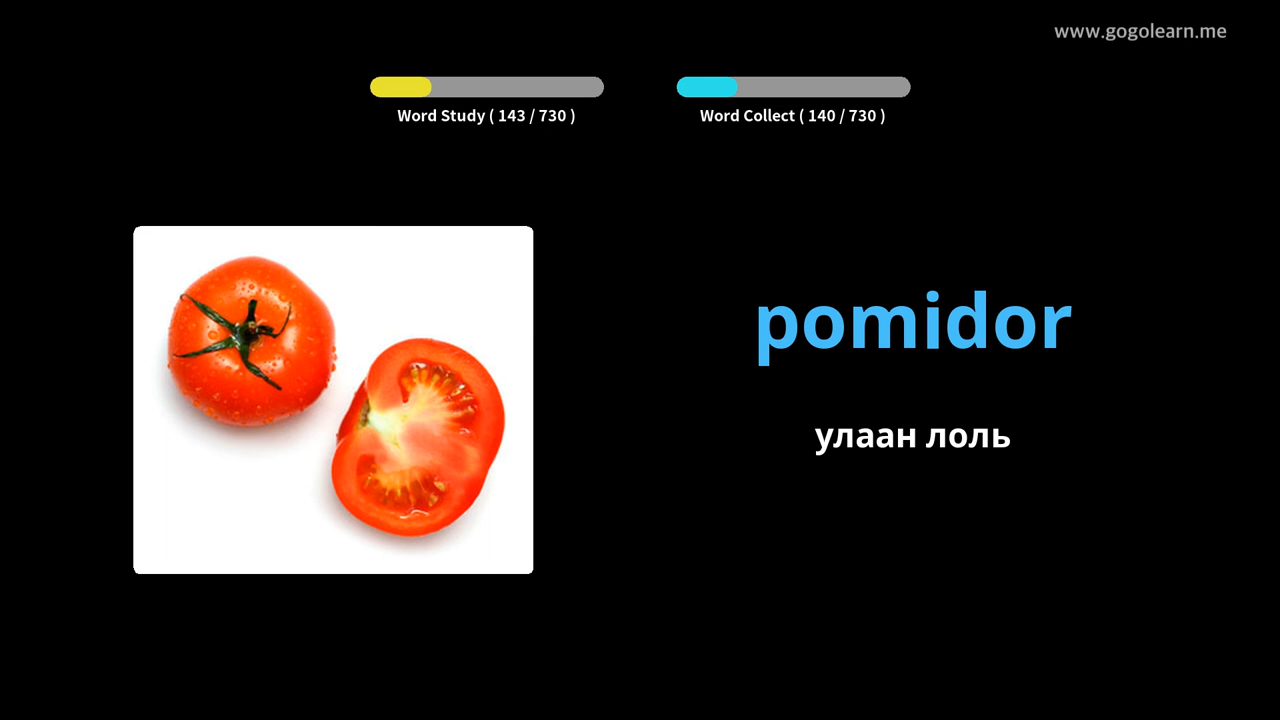 www.gogolearn.me
Word Study ( 143 / 730 )
Word Collect ( 140 / 730 )
pomidor
улаан лоль